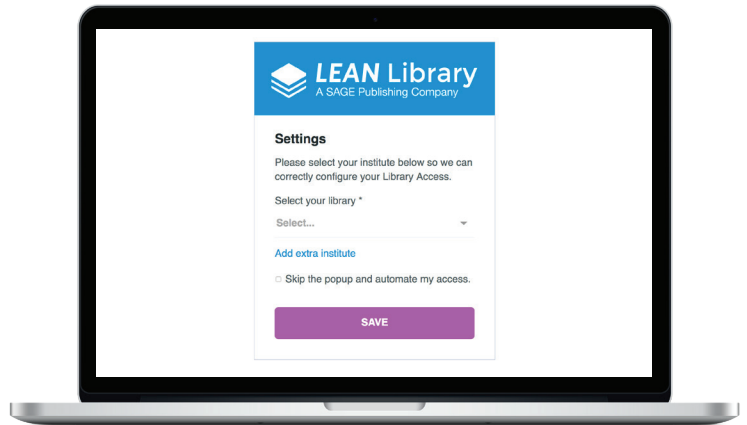 LEAN Library
A SAGE Publishing Company
Settings
Please select your institute below so we can
correctly configure your Library Access.
Select your library *
Select...
Add extra institute
Skip the popup and automate my access.
SAVE